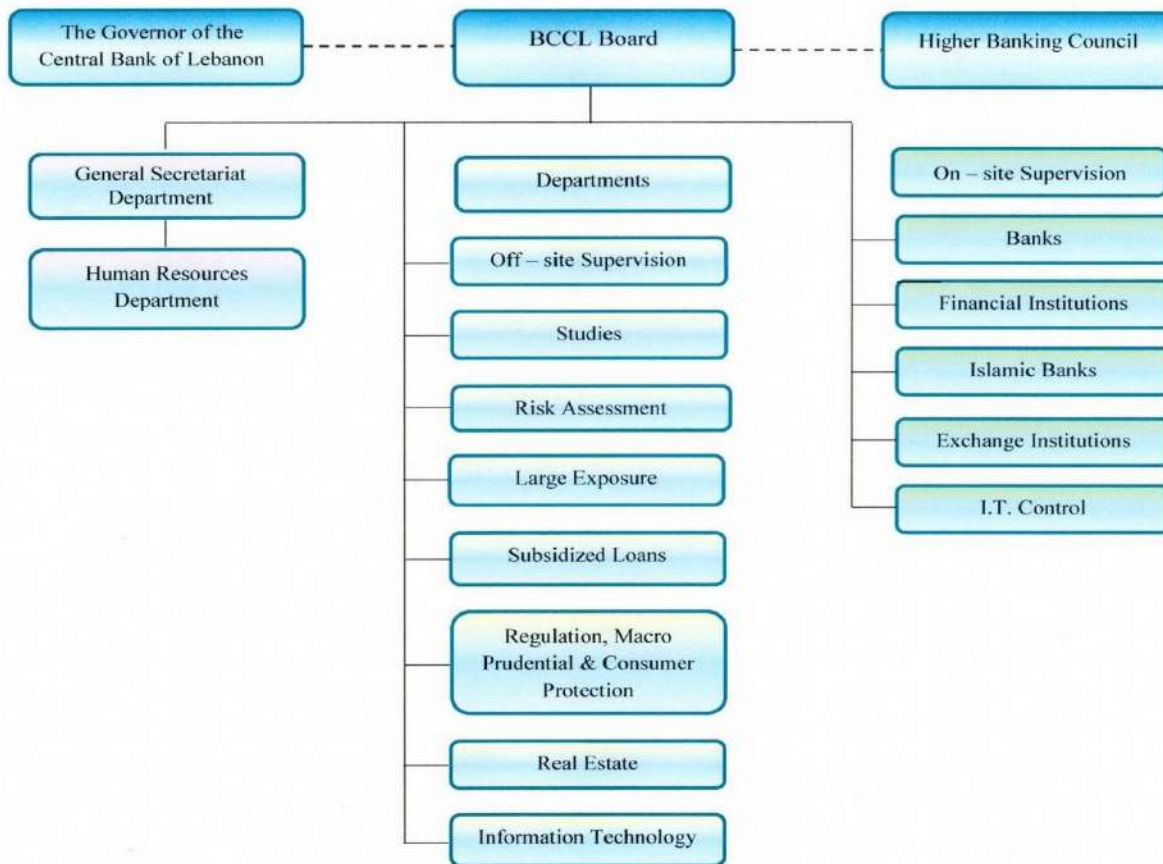 The Governor of the
Central Bank of Lebanon
BCCL Board
Higher Banking Council
General Secretariat
Department
Human Resources
Department
Departments
Off – site Supervision
Studies
Risk Assessment
Large Exposure
Subsidized Loans
Regulation, Macro
Prudential & Consumer
Protection
Real Estate
Information Technology
On – site Supervision
Banks
Financial Institutions
Islamic Banks
Exchange Institutions
I.T. Control